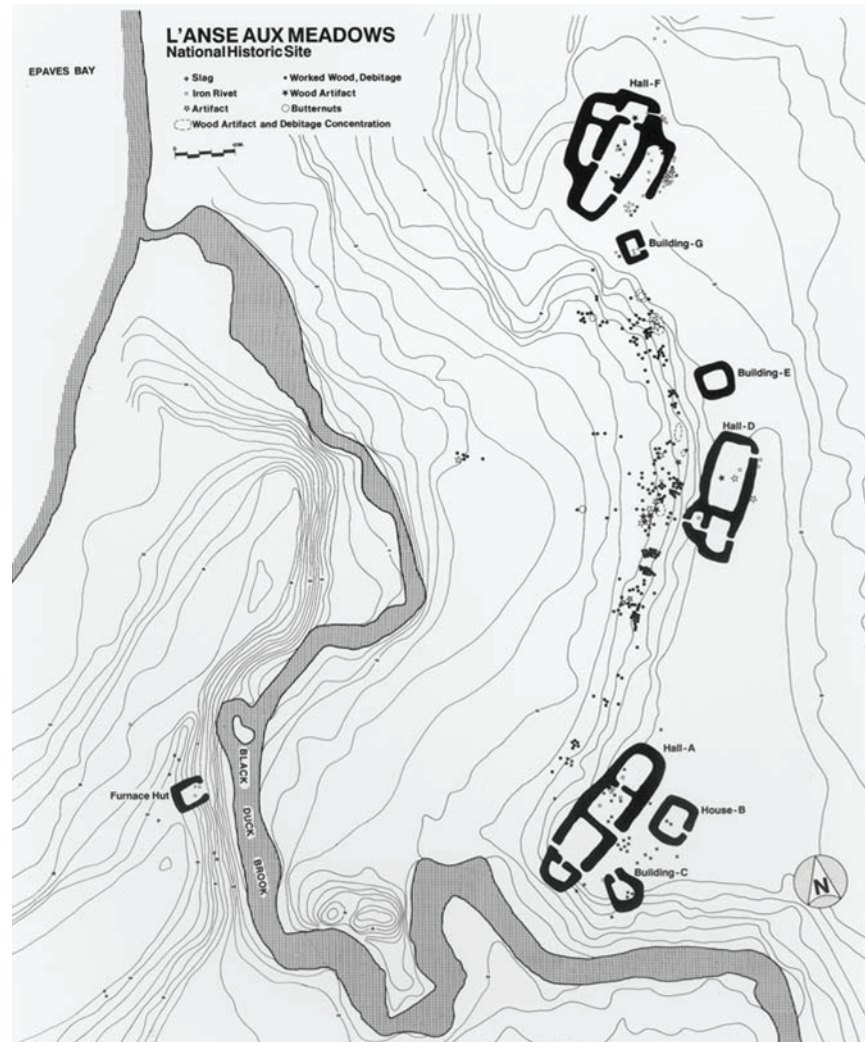 L'ANSE AUX MEADOWS
National Historic Site
EPAVES BAY
Slag
Worked Wood, Debitage
Iron Rivet
Wood Artifact
Artifact
Butternuts
Wood Artifact and Debitage Concentration
Hall-F
Building-G
Building-E
Hall-D
Hall-A
House-B
Building-C
Furnace Hut
BLACK DUCK BROOK
N